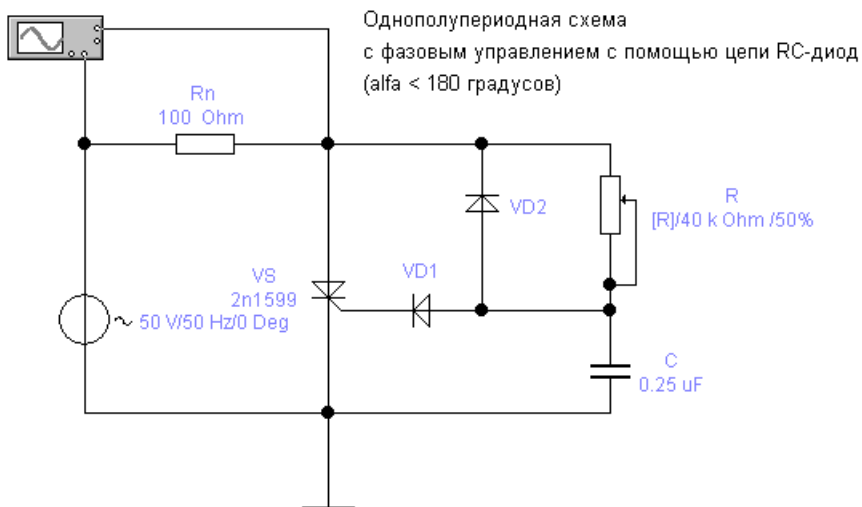 Однополупериодная схема
с фазовым управлением с помощью цепи RC-диод
(alfa < 180 градусов)
Rn
100 Ohm
VD2
R
[R]/40 k Ohm /50%
VS
2n1599
VD1
50 V/50 Hz/0 Deg
C
0.25 uF